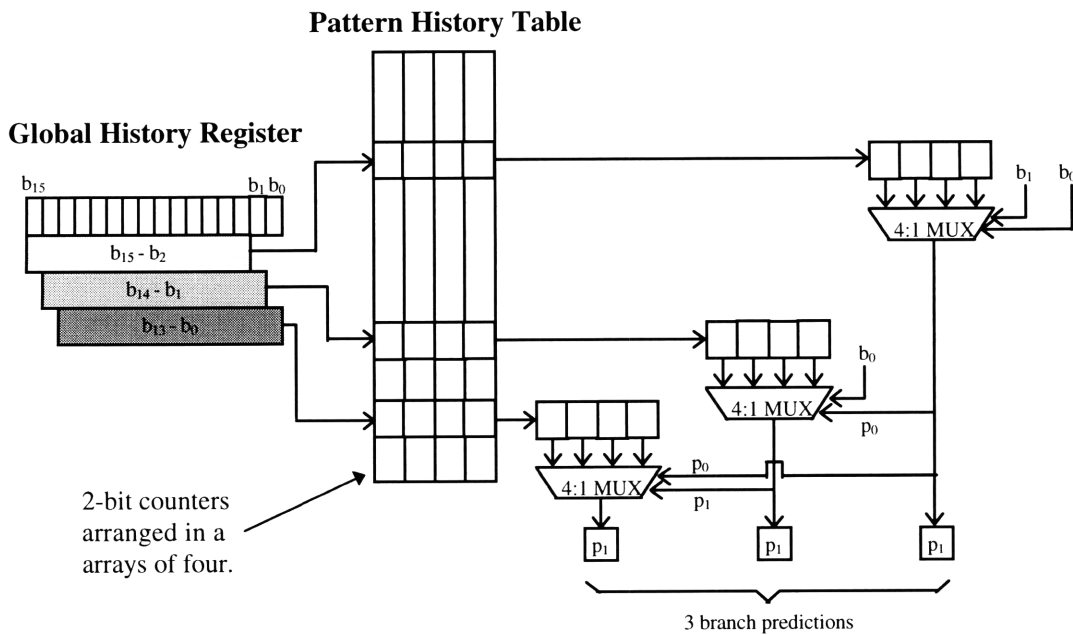 Pattern History Table
Global History Register
b₁₅
b₁ b₀
b₁₅ - b₂
b₁₄ - b₁
b₁₃ - b₀
b₁
b₀
4:1 MUX
b₀
4:1 MUX
p₀
p₀
4:1 MUX
p₁
2-bit counters
arranged in a
arrays of four.
p₁
p₁
p₁
3 branch predictions